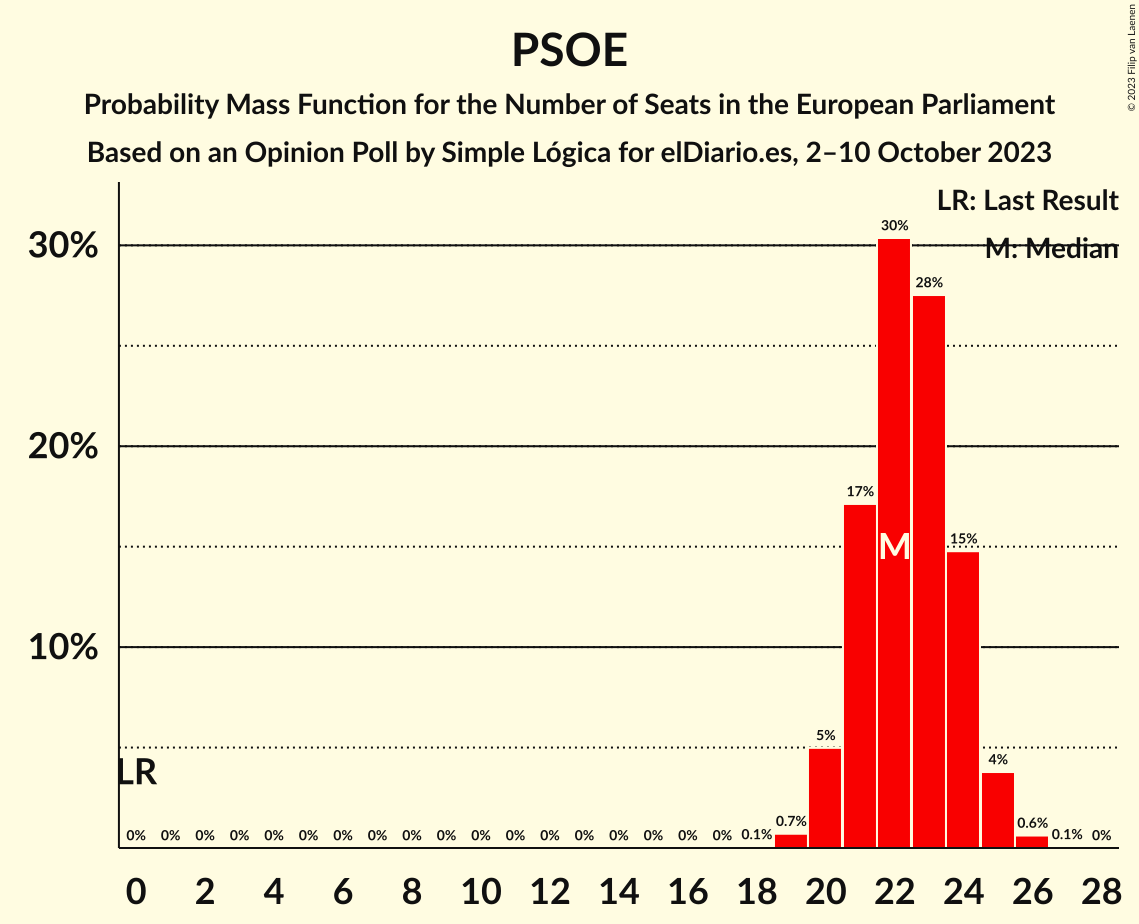 © 2023 Filip van Laenen
PSOE
Probability Mass Function for the Number of Seats in the European Parliament
Based on an Opinion Poll by Simple Lógica for elDiario.es, 2–10 October 2023
LR: Last Result
M: Median
30%
20%
10%
30%
28%
17%
M
15%
5%
4%
LR
0% 0% 0% 0% 0% 0% 0% 0% 0% 0% 0% 0% 0% 0% 0% 0% 0% 0% 0.1% 0.7% 0.6% 0.1% 0%
0 2 4 6 8 10 12 14 16 18 20 22 24 26 28